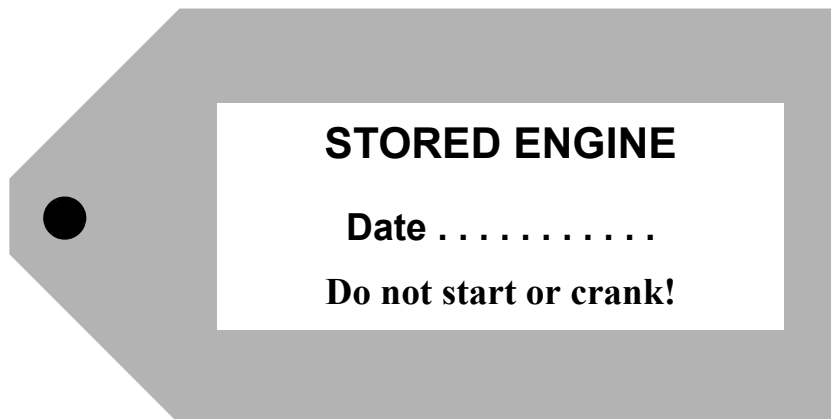 STORED ENGINE
Date . . . . . . . . . . .
Do not start or crank!